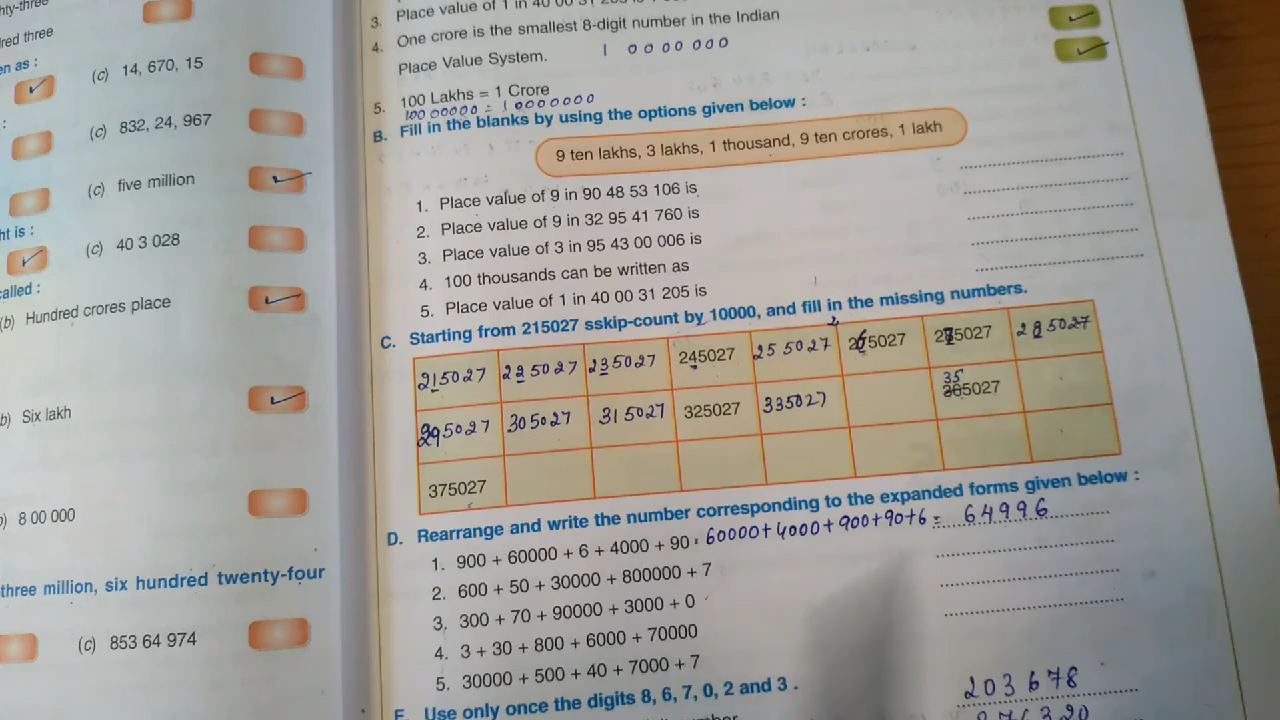 nty-three
red three
en as :
(c) 14, 670, 15
(c) 832, 24, 967
(c) five million
ht is :
(c) 40 3 028
called :
(b) Hundred crores place
b) Six lakh
8 00 000
three million, six hundred twenty-four
(c) 853 64 974
3. Place value of 1 in 40 00 31
4. One crore is the smallest 8-digit number in the Indian
Place Value System. 1 0000 000
5. 100 Lakhs = 1 Crore
100 00000 = 10000000
B. Fill in the blanks by using the options given below :
9 ten lakhs, 3 lakhs, 1 thousand, 9 ten crores, 1 lakh
1. Place value of 9 in 90 48 53 106 is
2. Place value of 9 in 32 95 41 760 is
3. Place value of 3 in 95 43 00 006 is
4. 100 thousands can be written as
5. Place value of 1 in 40 00 31 205 is
C. Starting from 215027 sskip-count by 10000, and fill in the missing numbers.
215027 225027 235027 245027 255027 265027 275027 285027
295027 305027 315027 325027 335027 35 365027
375027
D. Rearrange and write the number corresponding to the expanded forms given below :
1. 900 + 60000 + 6 + 4000 + 90 = 60000+4000+900+90+6 = 64996
2. 600 + 50 + 30000 + 800000 + 7
3. 300 + 70 + 90000 + 3000 + 0
4. 3 + 30 + 800 + 6000 + 70000
5. 30000 + 500 + 40 + 7000 + 7
E. Use only once the digits 8, 6, 7, 0, 2 and 3 .
203678
number